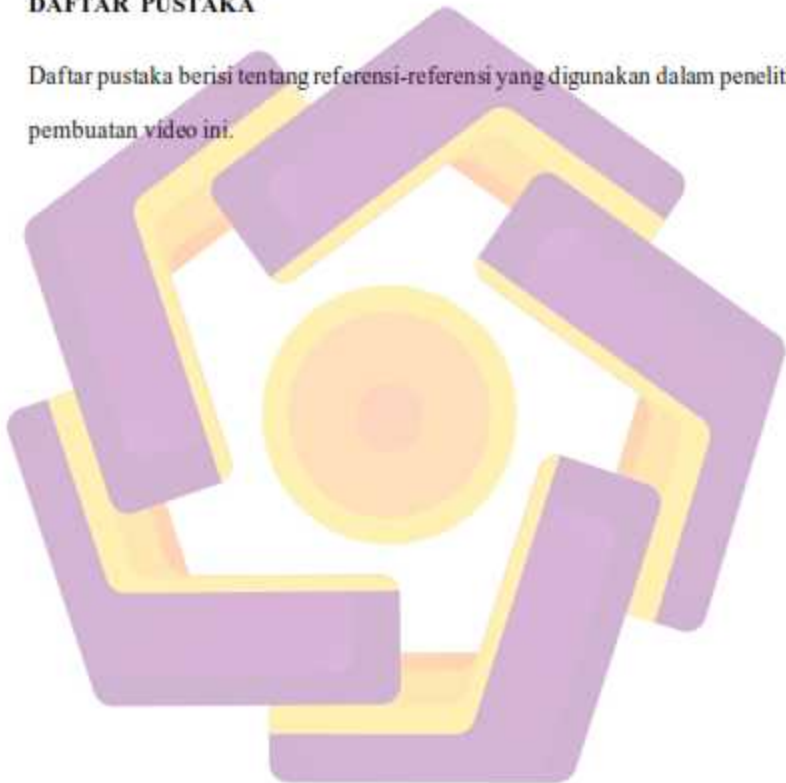 DAFTAR PUSTAKA
Daftar pustaka berisi tentang referensi-referensi yang digunakan dalam penelit
pembuatan video ini.